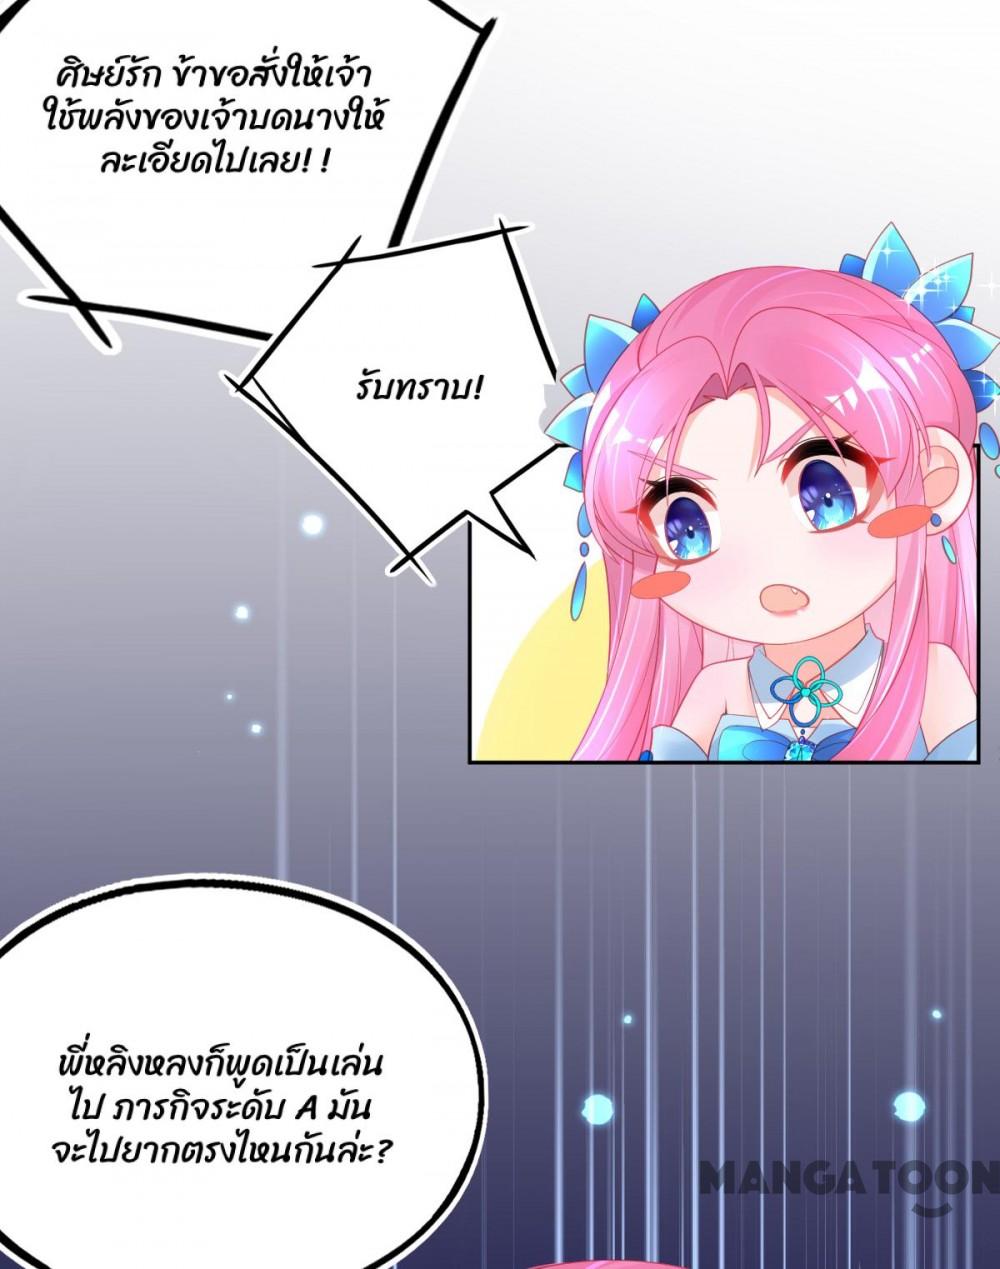 ศิษย์รัก ข้าขอสั่งให้เจ้า
ใช้พลังของเจ้าบดนางให้
ละเอียดไปเลย! !
รับทราบ!
พี่หลิงหลงก็พูดเป็นเล่น
ไป ภารกิจระดับ A มัน
จะไปยากตรงไหนกันล่ะ?
MANGA TOON